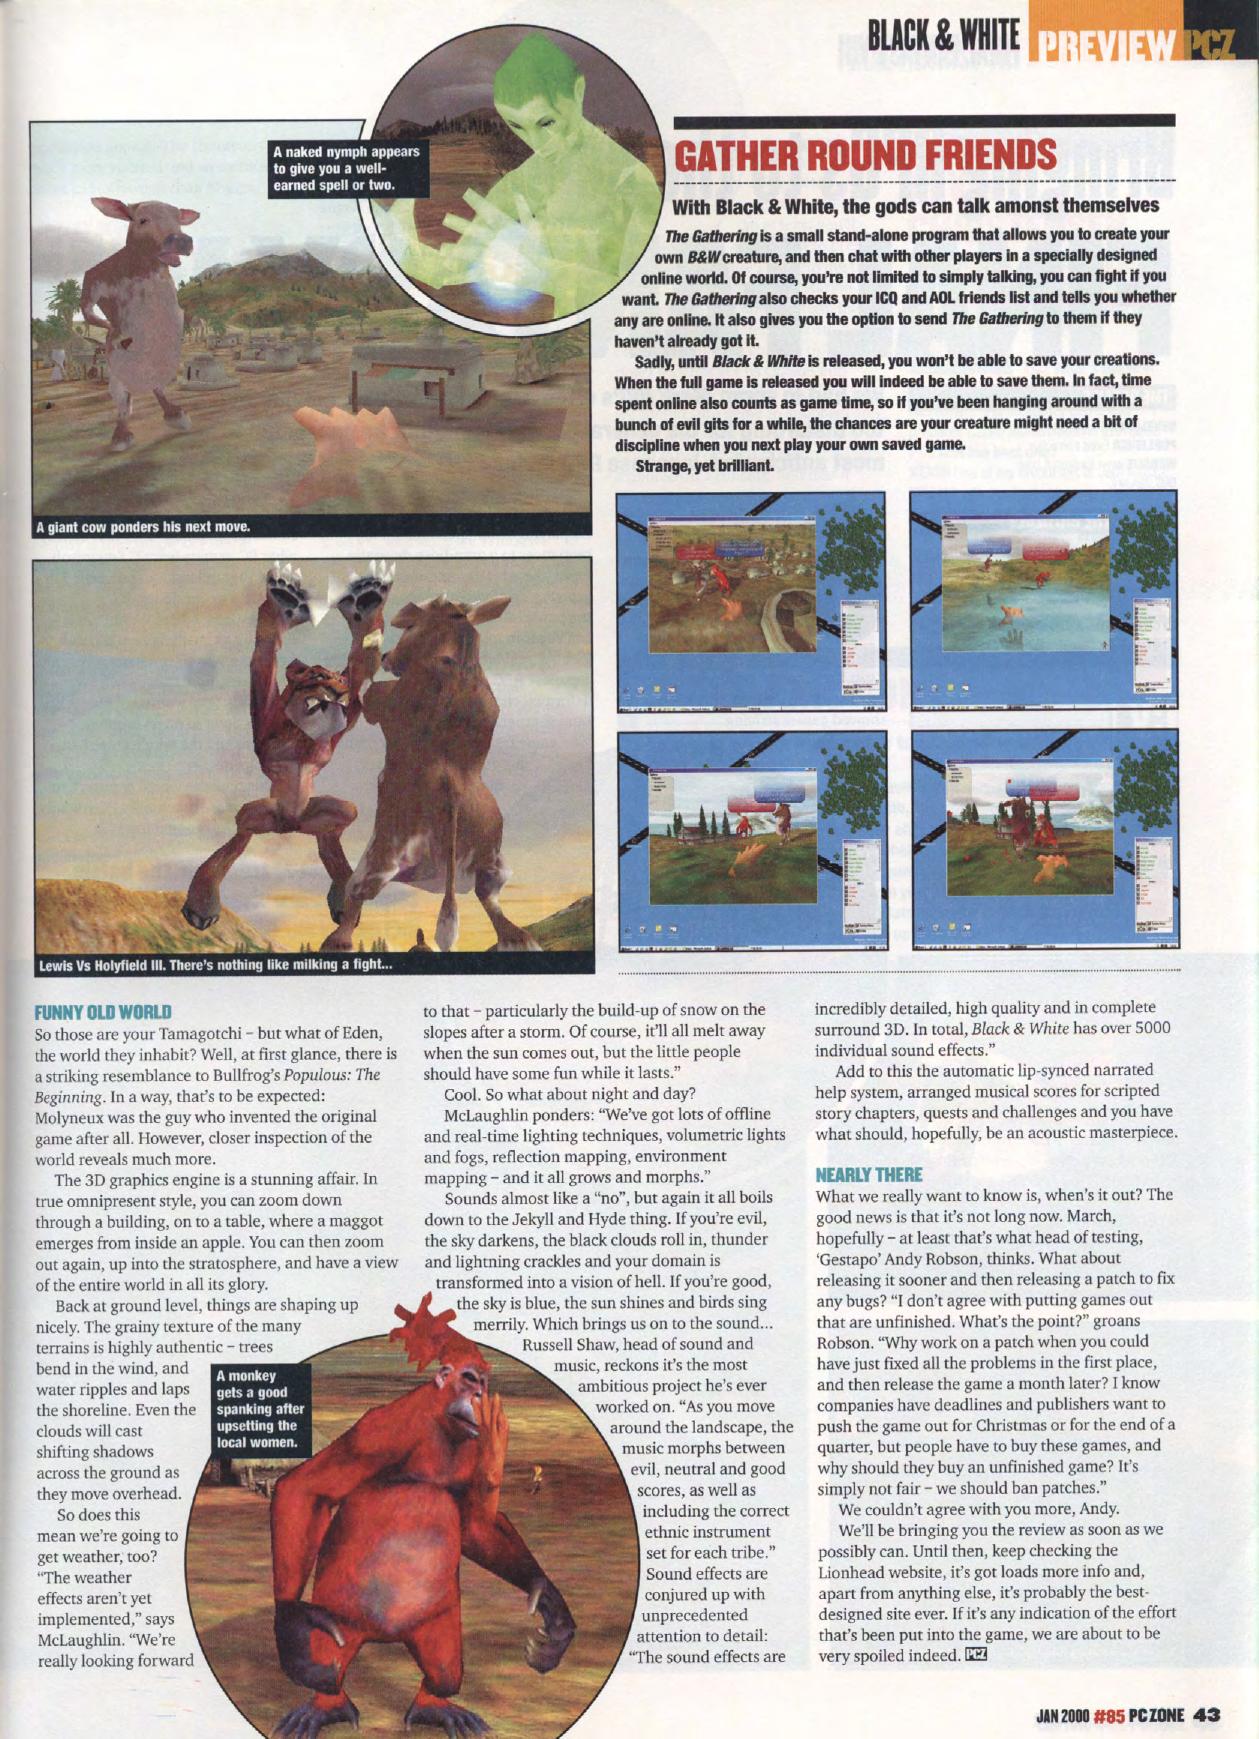 BLACK & WHITE PREVIEW PCZ
A naked nymph appears
to give you a well-
earned spell or two.
A giant cow ponders his next move.
Lewis Vs Holyfield III. There's nothing like milking a fight...
GATHER ROUND FRIENDS
With Black & White, the gods can talk amonst themselves
The Gathering is a small stand-alone program that allows you to create your
own B&W creature, and then chat with other players in a specially designed
online world. Of course, you're not limited to simply talking, you can fight if you
want. The Gathering also checks your ICQ and AOL friends list and tells you whether
any are online. It also gives you the option to send The Gathering to them if they
haven't already got it.
Sadly, until Black & White is released, you won't be able to save your creations.
When the full game is released you will indeed be able to save them. In fact, time
spent online also counts as game time, so if you've been hanging around with a
bunch of evil gits for a while, the chances are your creature might need a bit of
discipline when you next play your own saved game.
Strange, yet brilliant.
FUNNY OLD WORLD
So those are your Tamagotchi – but what of Eden,
the world they inhabit? Well, at first glance, there is
a striking resemblance to Bullfrog's Populous: The
Beginning. In a way, that's to be expected:
Molyneux was the guy who invented the original
game after all. However, closer inspection of the
world reveals much more.
The 3D graphics engine is a stunning affair. In
true omnipresent style, you can zoom down
through a building, on to a table, where a maggot
emerges from inside an apple. You can then zoom
out again, up into the stratosphere, and have a view
of the entire world in all its glory.
Back at ground level, things are shaping up
nicely. The grainy texture of the many
terrains is highly authentic – trees
bend in the wind, and
water ripples and laps
the shoreline. Even the
clouds will cast
shifting shadows
across the ground as
they move overhead.
So does this
mean we're going to
get weather, too?
"The weather
effects aren't yet
implemented," says
McLaughlin. "We're
really looking forward
A monkey
gets a good
spanking after
upsetting the
local women.
to that – particularly the build-up of snow on the
slopes after a storm. Of course, it'll all melt away
when the sun comes out, but the little people
should have some fun while it lasts."
Cool. So what about night and day?
McLaughlin ponders: "We've got lots of offline
and real-time lighting techniques, volumetric lights
and fogs, reflection mapping, environment
mapping – and it all grows and morphs."
Sounds almost like a "no", but again it all boils
down to the Jekyll and Hyde thing. If you're evil,
the sky darkens, the black clouds roll in, thunder
and lightning crackles and your domain is
transformed into a vision of hell. If you're good,
the sky is blue, the sun shines and birds sing
merrily. Which brings us on to the sound...
Russell Shaw, head of sound and
music, reckons it's the most
ambitious project he's ever
worked on. "As you move
around the landscape, the
music morphs between
evil, neutral and good
scores, as well as
including the correct
ethnic instrument
set for each tribe."
Sound effects are
conjured up with
unprecedented
attention to detail:
"The sound effects are
incredibly detailed, high quality and in complete
surround 3D. In total, Black & White has over 5000
individual sound effects."
Add to this the automatic lip-synced narrated
help system, arranged musical scores for scripted
story chapters, quests and challenges and you have
what should, hopefully, be an acoustic masterpiece.
NEARLY THERE
What we really want to know is, when's it out? The
good news is that it's not long now. March,
hopefully – at least that's what head of testing,
'Gestapo' Andy Robson, thinks. What about
releasing it sooner and then releasing a patch to fix
any bugs? "I don't agree with putting games out
that are unfinished. What's the point?" groans
Robson. "Why work on a patch when you could
have just fixed all the problems in the first place,
and then release the game a month later? I know
companies have deadlines and publishers want to
push the game out for Christmas or for the end of a
quarter, but people have to buy these games, and
why should they buy an unfinished game? It's
simply not fair – we should ban patches."
We couldn't agree with you more, Andy.
We'll be bringing you the review as soon as we
possibly can. Until then, keep checking the
Lionhead website, it's got loads more info and,
apart from anything else, it's probably the best-
designed site ever. If it's any indication of the effort
that's been put into the game, we are about to be
very spoiled indeed. PCZ
JAN 2000 #85 PC ZONE 43